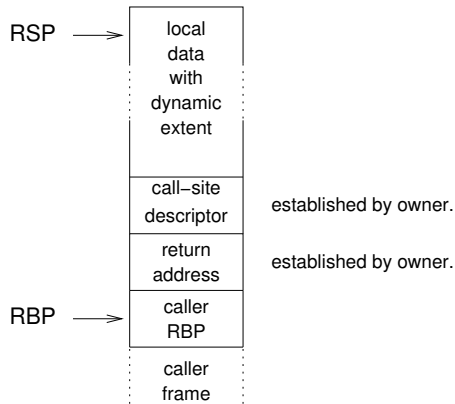 RSP
local
data
with
dynamic
extent
call−site
descriptor
established by owner.
return
address
established by owner.
RBP
caller
RBP
caller
frame